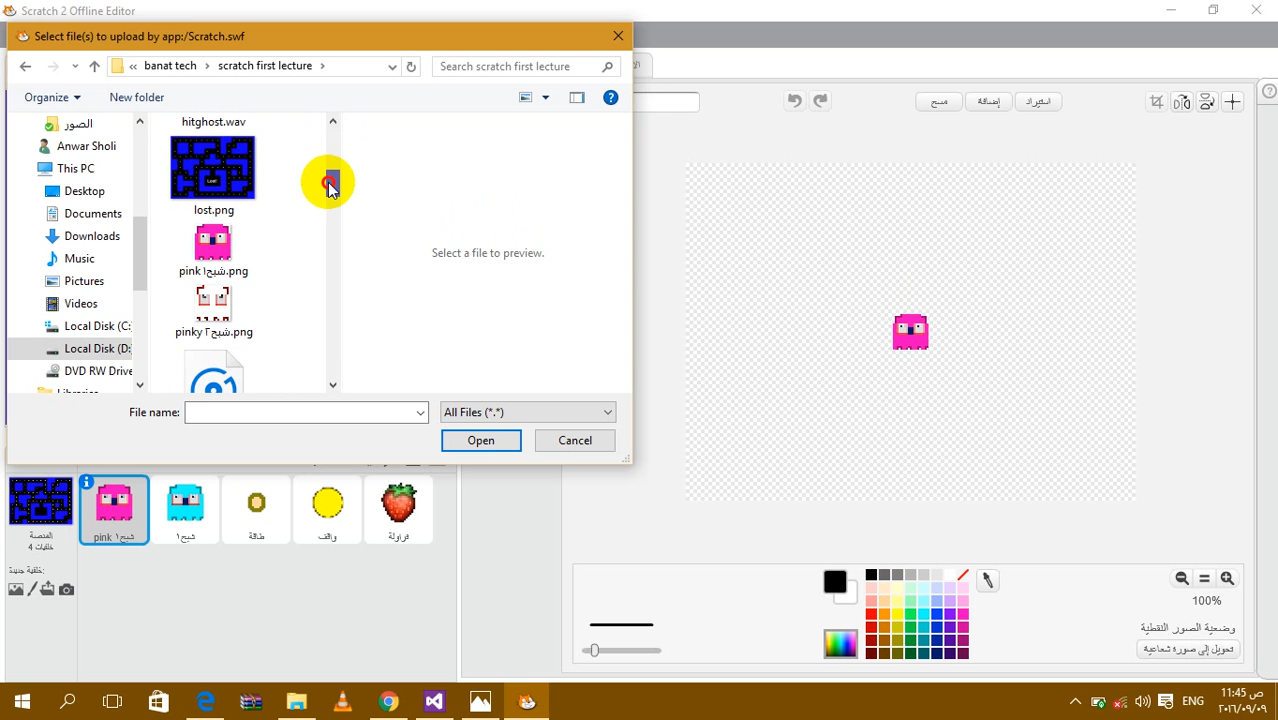 Scratch 2 Offline Editor
Select file(s) to upload by app:/Scratch.swf
banat tech
scratch first lecture
Search scratch first lecture
Organize
New folder
الصور
Anwar Sholi
This PC
Desktop
Documents
Downloads
Music
Pictures
Videos
Local Disk (C:
Local Disk (D:
DVD RW Drive
hitghost.wav
Lost!
lost.png
pink شبح١.png
pinky شبح٢.png
Select a file to preview.
File name:
All Files (*.*)
Open
Cancel
مسح
إضافة
استيراد
المنصة
خلفيات 4
خلفية جديدة:
pink شبح١
شبح١
طاقة
واقف
فراولة
100%
وضعية الصور النقطية
تحويل إلى صورة شعاعية
ENG
11:45 ص
٢٠١٦/٠٩/٠٩